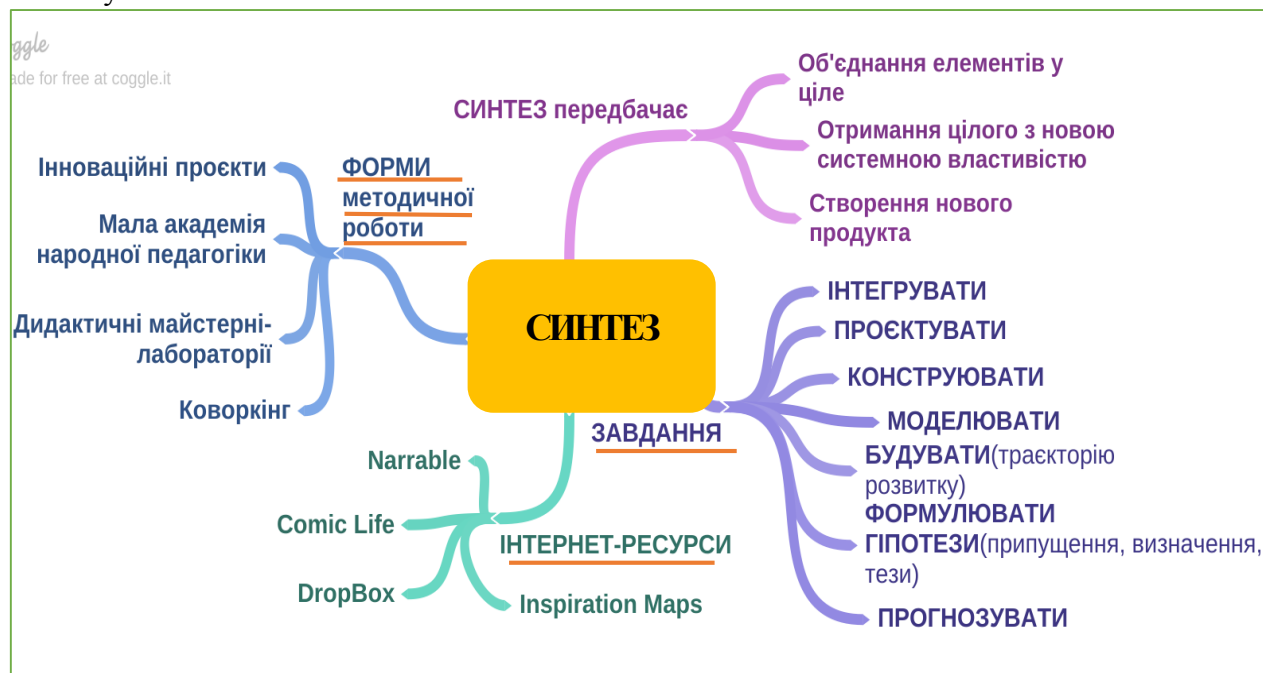 oggle
ade for free at coggle.it
СИНТЕЗ передбачає
Об'єднання елементів у
ціле
Отримання цілого з новою
системною властивістю
Створення нового
продукта
ФОРМИ
методичної
роботи
Інноваційні проєкти
Мала академія
народної педагогіки
Дидактичні майстерні-
лабораторії
Коворкінг
СИНТЕЗ
ЗАВДАННЯ
ІНТЕГРУВАТИ
ПРОЄКТУВАТИ
КОНСТРУЮВАТИ
МОДЕЛЮВАТИ
БУДУВАТИ(траєкторію
розвитку)
ФОРМУЛЮВАТИ
ГІПОТЕЗИ(припущення, визначення,
тези)
ПРОГНОЗУВАТИ
ІНТЕРНЕТ-РЕСУРСИ
Narrable
Comic Life
DropBox
Inspiration Maps